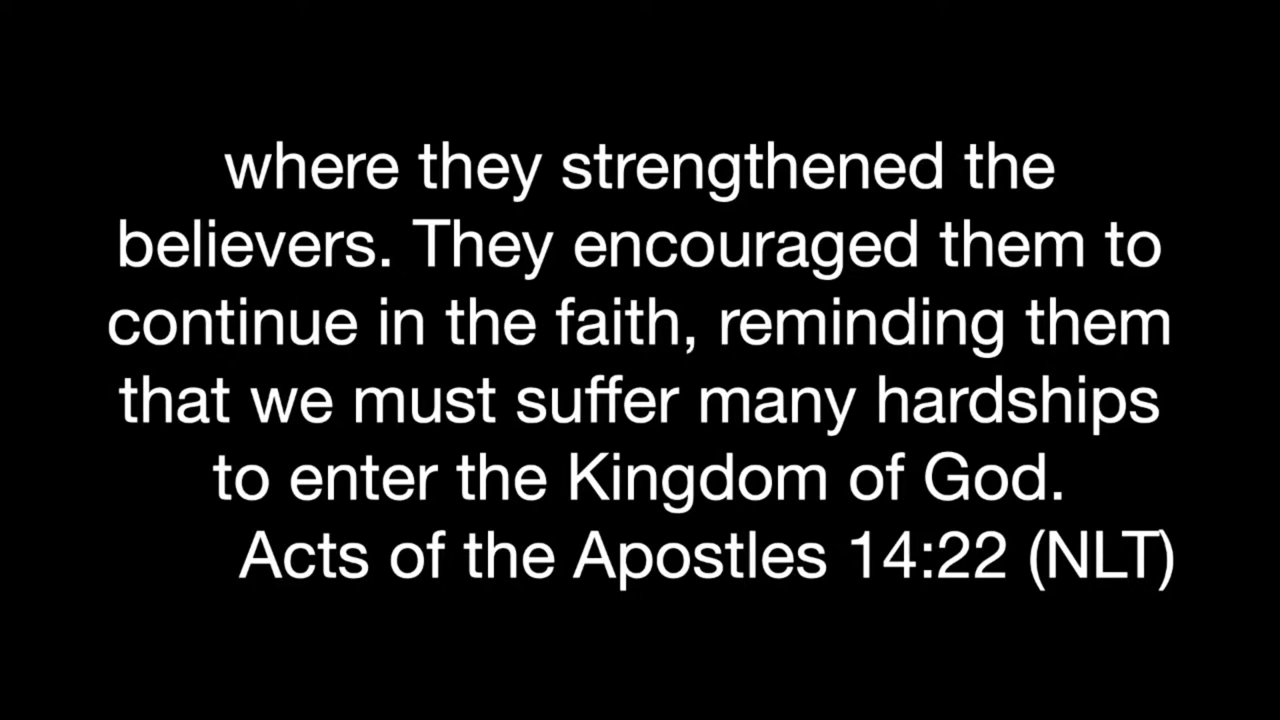 where they strengthened the
believers. They encouraged them to
continue in the faith, reminding them
that we must suffer many hardships
to enter the Kingdom of God.
Acts of the Apostles 14:22 (NLT)